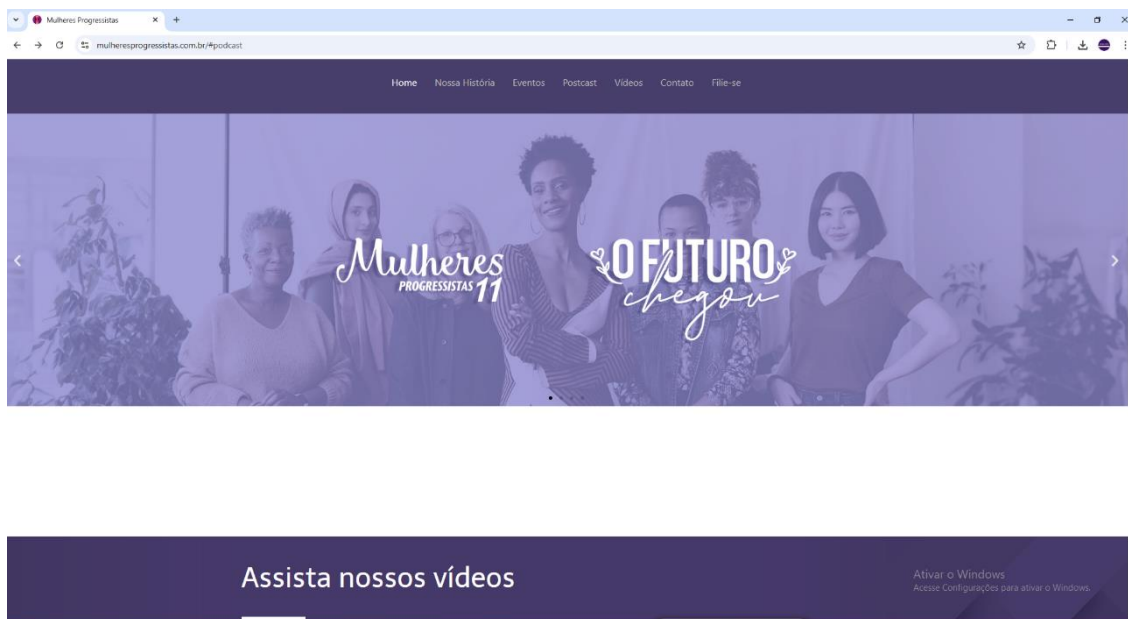 Mulheres Progressistas
mulheresprogressistas.com.br/#podcast
Home Nossa História Eventos Postcast Vídeos Contato Filie-se
Mulheres
PROGRESSISTAS 11
O FUTURO
chegou
Assista nossos vídeos
Ativar o Windows
Acesse Configurações para ativar o Windows.